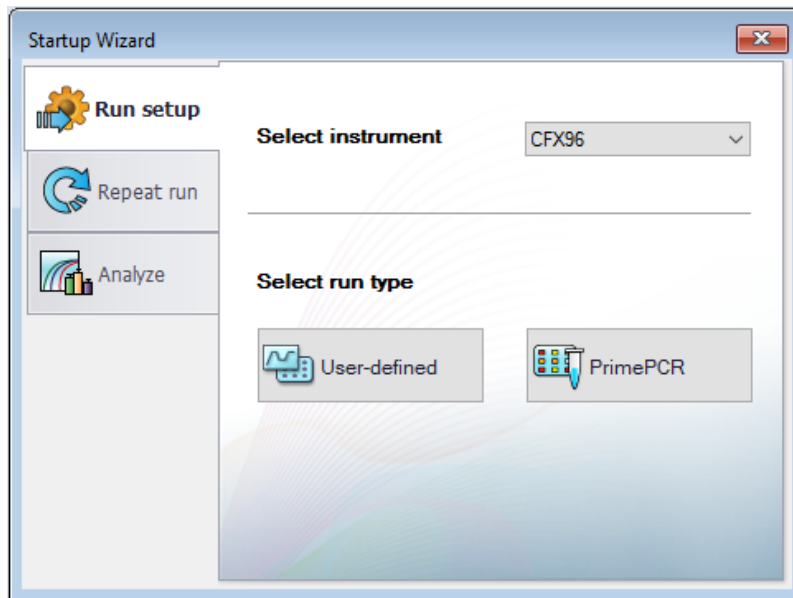 Startup Wizard
Run setup
Select instrument
CFX96
Repeat run
Analyze
Select run type
User-defined
PrimePCR